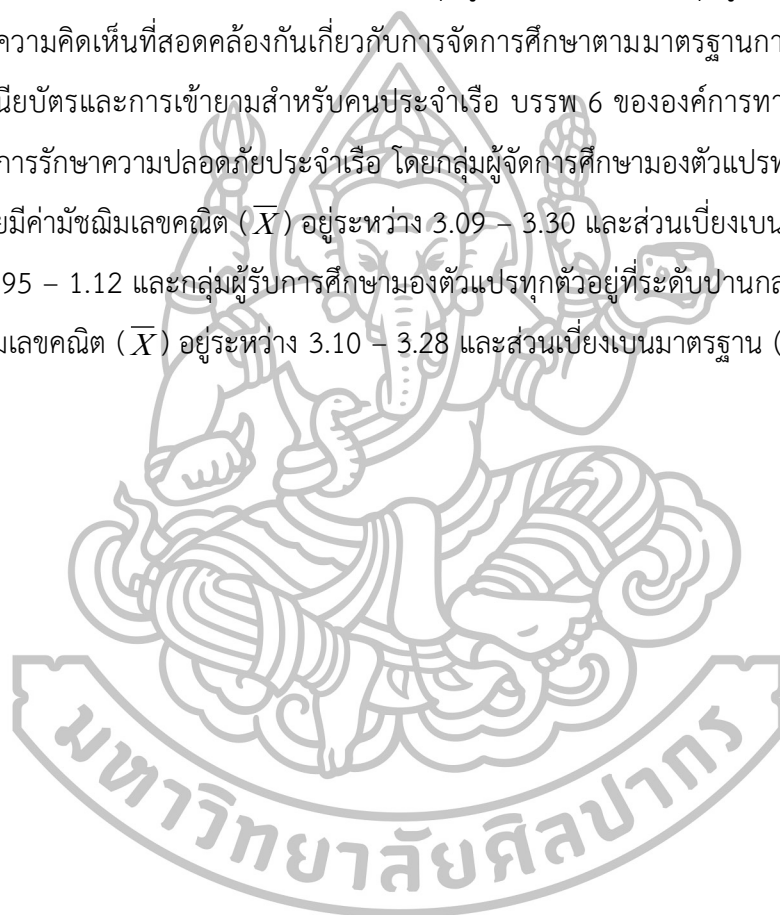 ความคิดเห็นที่สอดคล้องกันเกี่ยวกับการจัดการศึกษาตามมาตรฐานกา
นียบัตรและการเข้ายามสำหรับคนประจำเรือ บรรพ 6 ขององค์การทา
การรักษาความปลอดภัยประจำเรือ โดยกลุ่มผู้จัดการศึกษามองตัวแปรท
ยมีค่ามัชฌิมเลขคณิต (X̅) อยู่ระหว่าง 3.09 – 3.30 และส่วนเบี่ยงเบน
95 – 1.12 และกลุ่มผู้รับการศึกษามองตัวแปรทุกตัวอยู่ที่ระดับปานกล
มเลขคณิต (X̅) อยู่ระหว่าง 3.10 – 3.28 และส่วนเบี่ยงเบนมาตรฐาน (
มหาวิทยาลัยศิลปากร